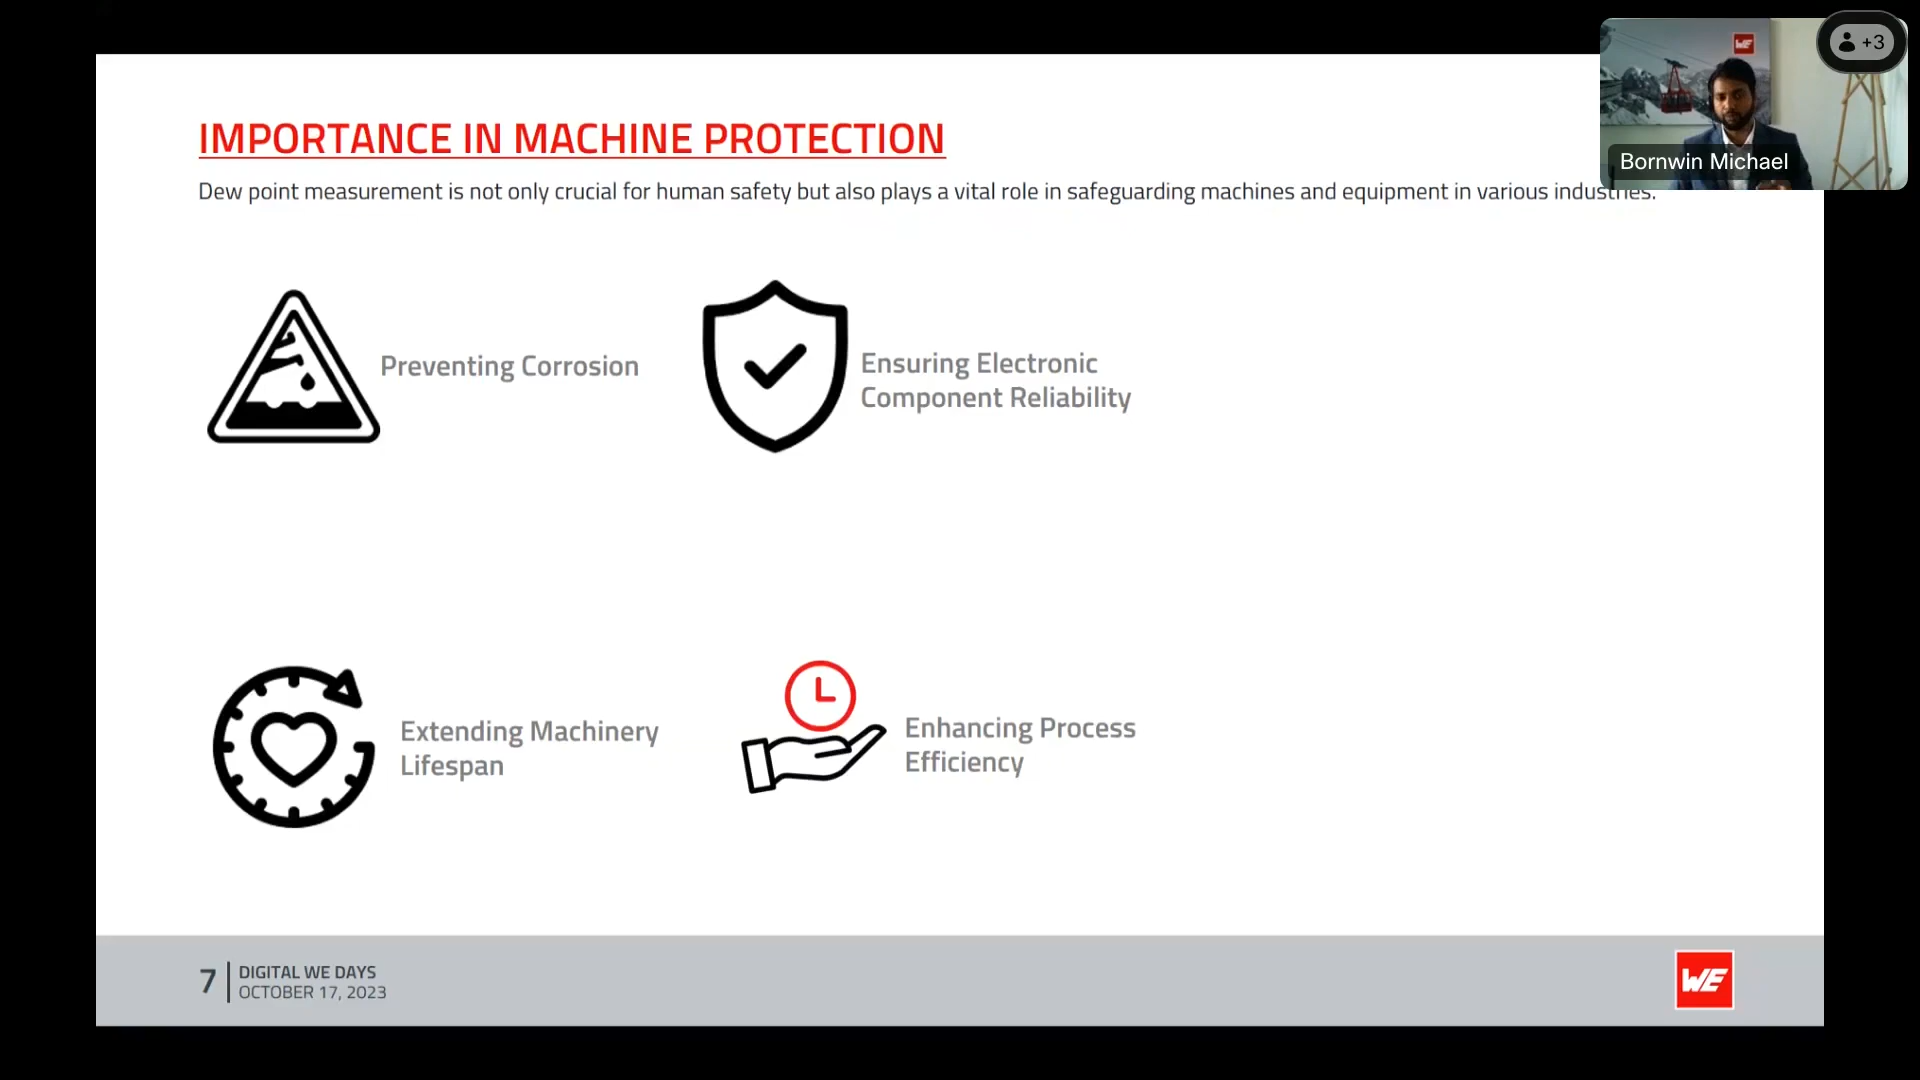 +3
Bornwin Michael
IMPORTANCE IN MACHINE PROTECTION
Dew point measurement is not only crucial for human safety but also plays a vital role in safeguarding machines and equipment in various industries.
Preventing Corrosion
Ensuring Electronic
Component Reliability
Extending Machinery
Lifespan
Enhancing Process
Efficiency
7
DIGITAL WE DAYS
OCTOBER 17, 2023
WE